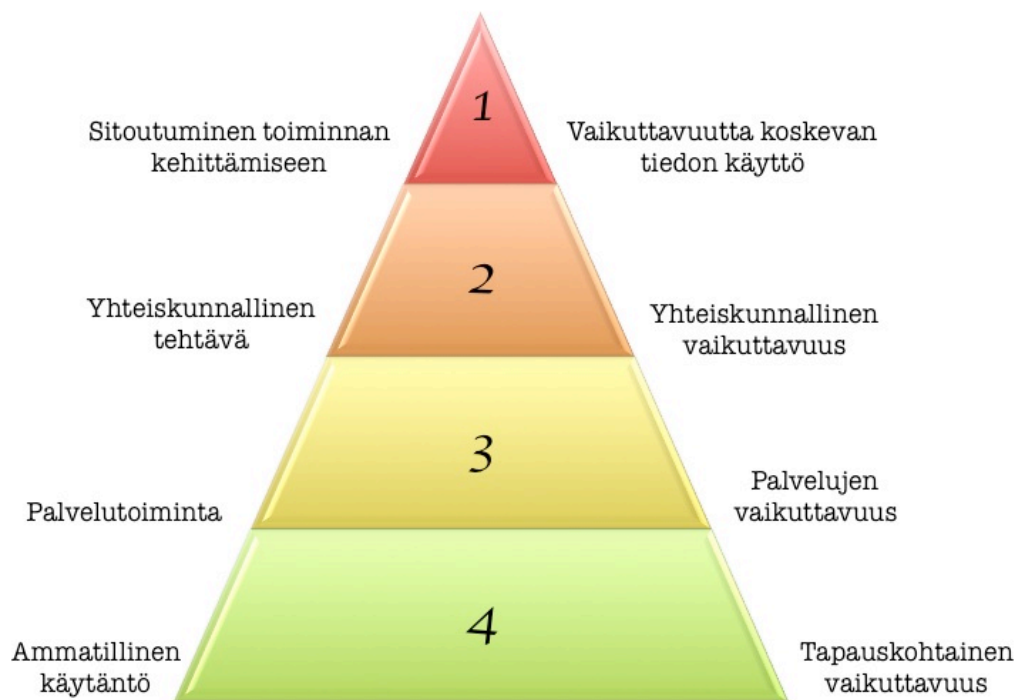 1
Sitoutuminen toiminnan
kehittämiseen
Vaikuttavuutta koskevan
tiedon käyttö
2
Yhteiskunnallinen
tehtävä
Yhteiskunnallinen
vaikuttavuus
3
Palvelutoiminta
Palvelujen
vaikuttavuus
4
Ammatillinen
käytäntö
Tapauskohtainen
vaikuttavuus